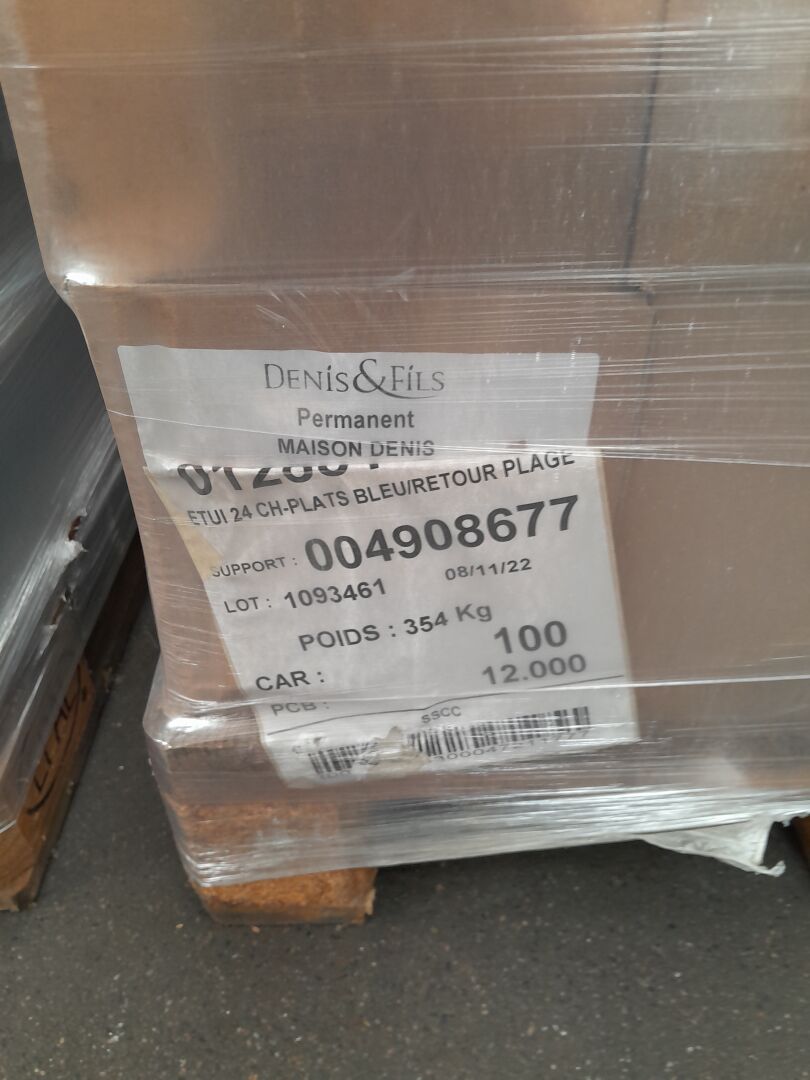 DENIS&FILS
Permanent
MAISON DENIS
ETUI 24 CH-PLATS BLEU/RETOUR PLAGE
SUPPORT : 004908677
LOT : 1093461 08/11/22
POIDS : 354 Kg
CAR : 100
PCB : 12.000
SSCC